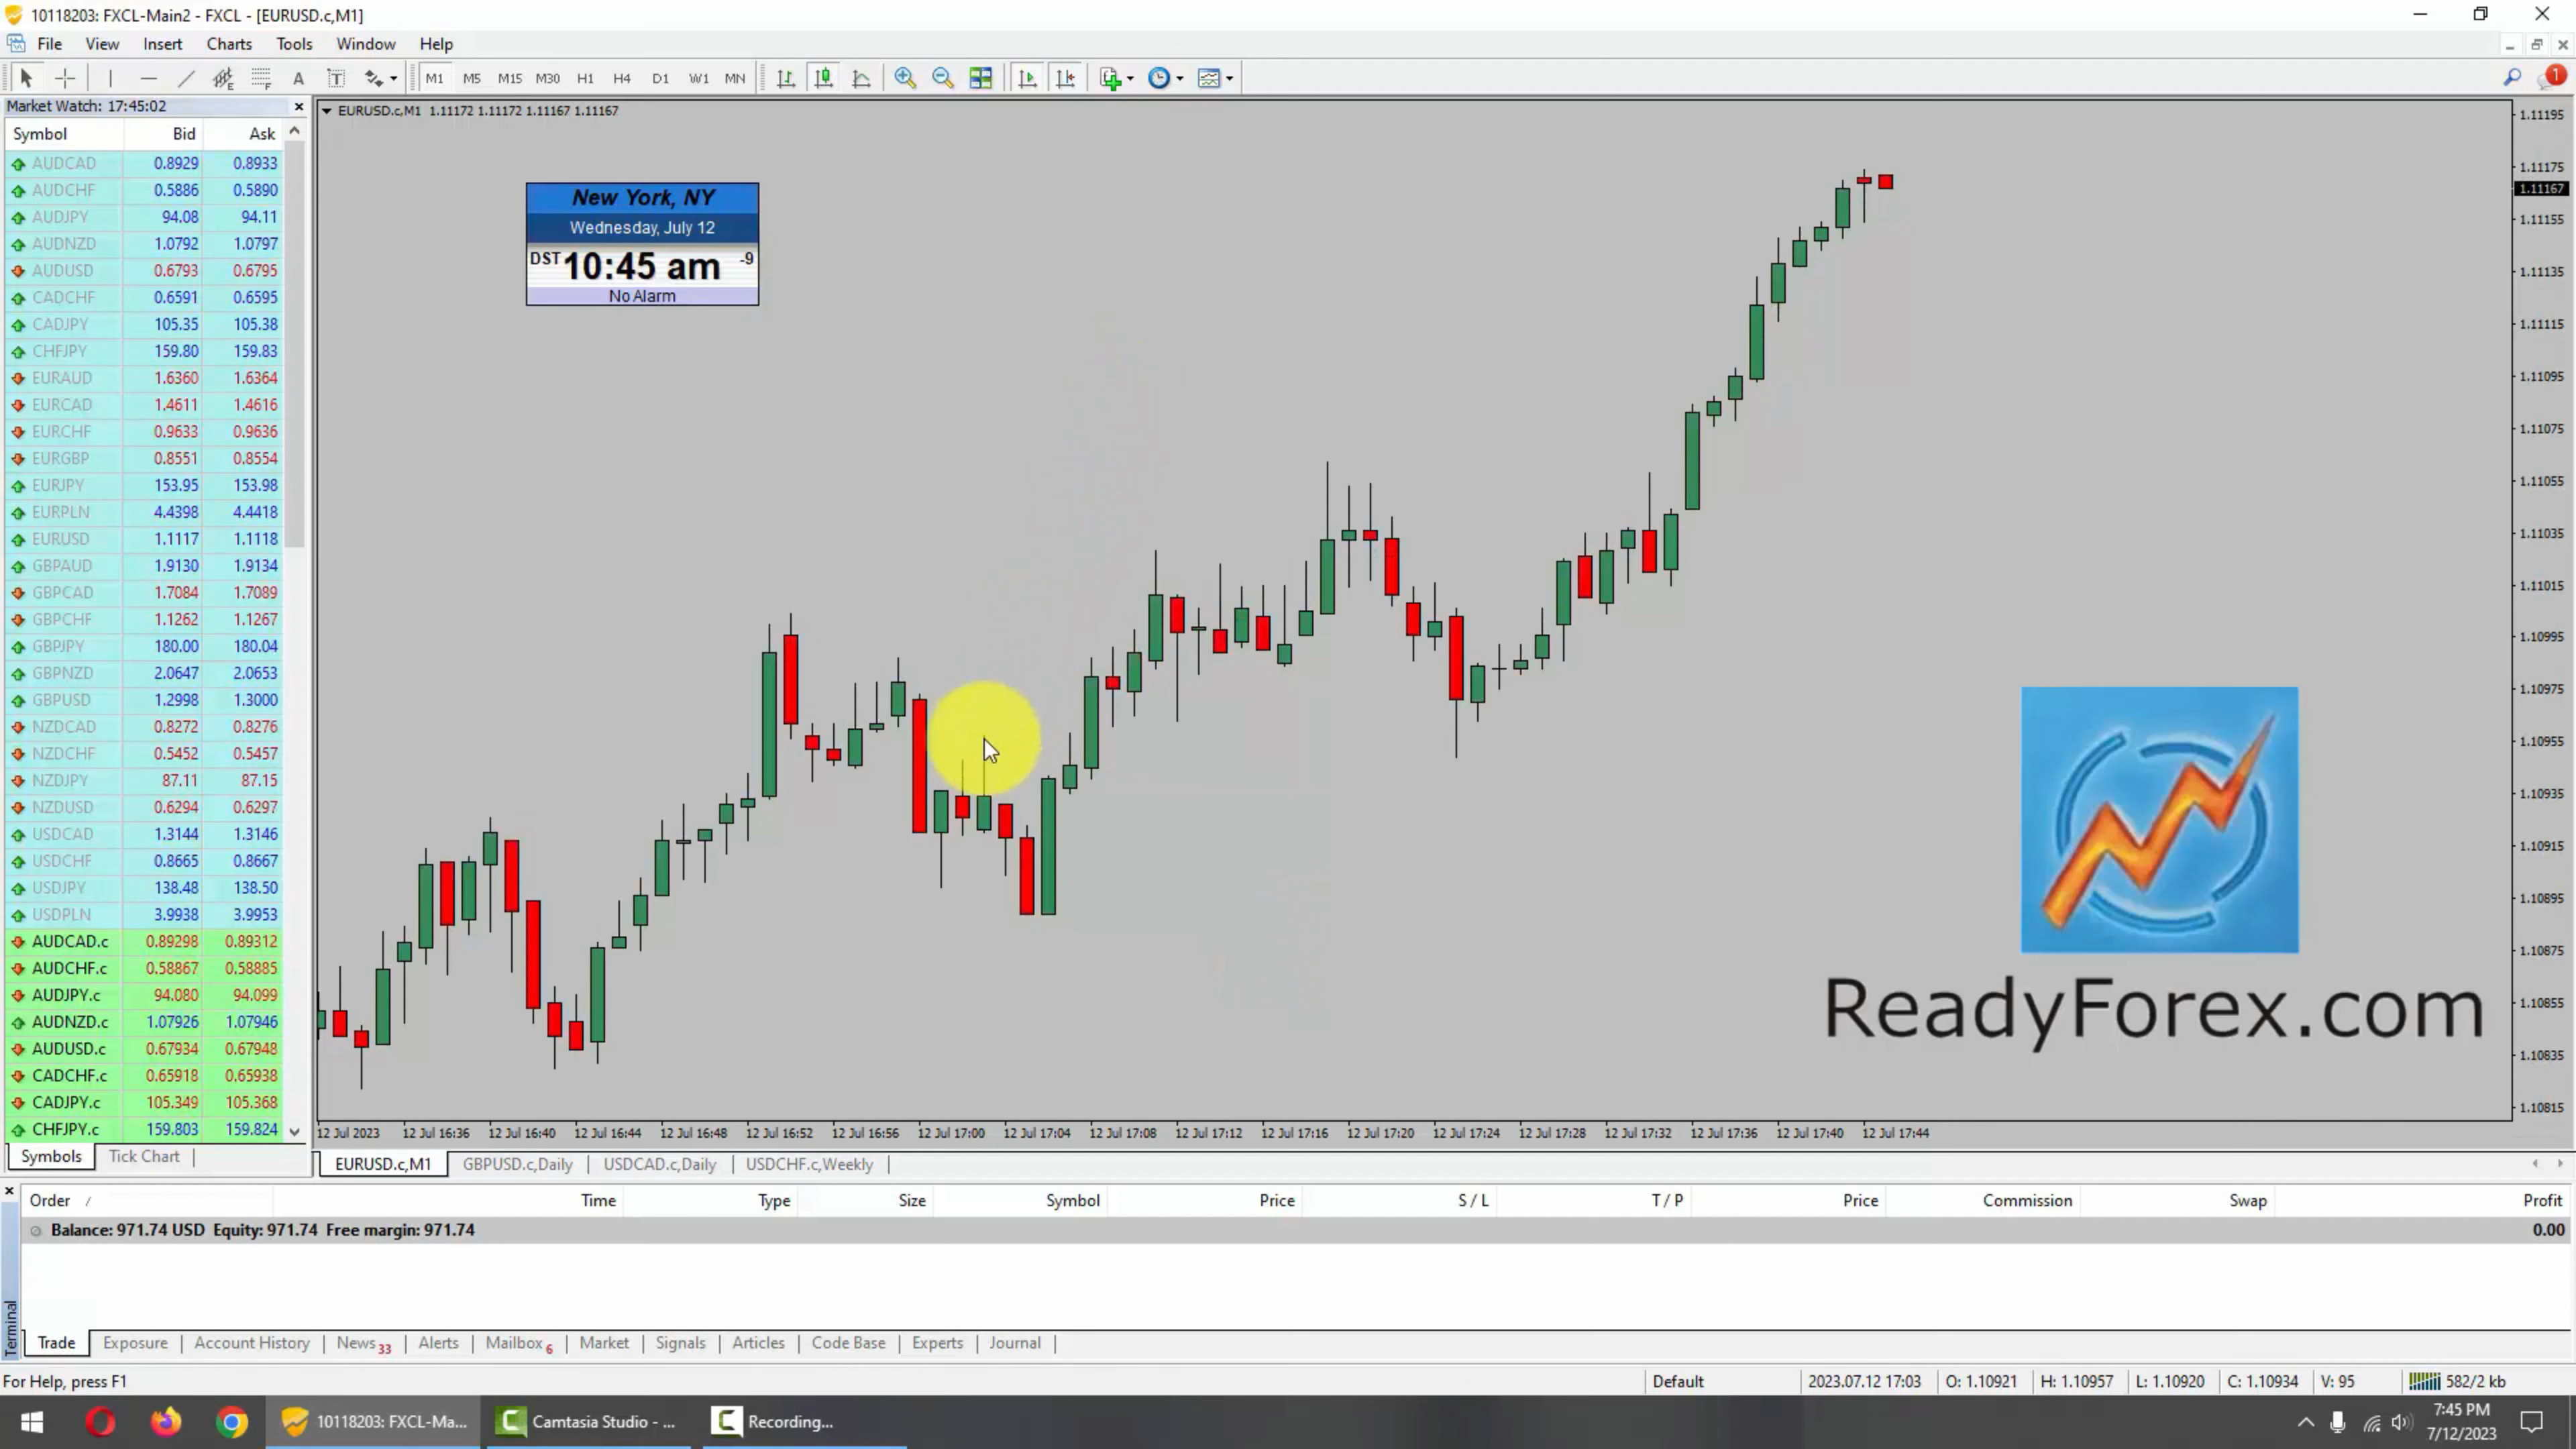 10118203: FXCL-Main2 - FXCL - [EURUSD.c,M1]
File View Insert Charts Tools Window Help
A T M1 M5 M15 M30 H1 H4 D1 W1 MN 1
Market Watch: 17:45:02
Symbol Bid Ask
AUDCAD 0.8929 0.8933
AUDCHF 0.5886 0.5890
AUDJPY 94.08 94.11
AUDNZD 1.0792 1.0797
AUDUSD 0.6793 0.6795
CADCHF 0.6591 0.6595
CADJPY 105.35 105.38
CHFJPY 159.80 159.83
EURAUD 1.6360 1.6364
EURCAD 1.4611 1.4616
EURCHF 0.9633 0.9636
EURGBP 0.8551 0.8554
EURJPY 153.95 153.98
EURPLN 4.4398 4.4418
EURUSD 1.1117 1.1118
GBPAUD 1.9130 1.9134
GBPCAD 1.7084 1.7089
GBPCHF 1.1262 1.1267
GBPJPY 180.00 180.04
GBPNZD 2.0647 2.0653
GBPUSD 1.2998 1.3000
NZDCAD 0.8272 0.8276
NZDCHF 0.5452 0.5457
NZDJPY 87.11 87.15
NZDUSD 0.6294 0.6297
USDCAD 1.3144 1.3146
USDCHF 0.8665 0.8667
USDJPY 138.48 138.50
USDPLN 3.9938 3.9953
AUDCAD.c 0.89298 0.89312
AUDCHF.c 0.58867 0.58885
AUDJPY.c 94.080 94.099
AUDNZD.c 1.07926 1.07946
AUDUSD.c 0.67934 0.67948
CADCHF.c 0.65918 0.65938
CADJPY.c 105.349 105.368
CHFJPY.c 159.803 159.824
Symbols Tick Chart
EURUSD.c,M1 1.11172 1.11172 1.11167 1.11167
New York, NY
Wednesday, July 12
DST 10:45 am -9
No Alarm
1.11195
1.11175
1.11167
1.11155
1.11135
1.11115
1.11095
1.11075
1.11055
1.11035
1.11015
1.10995
1.10975
1.10955
1.10935
1.10915
1.10895
1.10875
1.10855
1.10835
1.10815
ReadyForex.com
12 Jul 2023 12 Jul 16:36 12 Jul 16:40 12 Jul 16:44 12 Jul 16:48 12 Jul 16:52 12 Jul 16:56 12 Jul 17:00 12 Jul 17:04 12 Jul 17:08 12 Jul 17:12 12 Jul 17:16 12 Jul 17:20 12 Jul 17:24 12 Jul 17:28 12 Jul 17:32 12 Jul 17:36 12 Jul 17:40 12 Jul 17:44
EURUSD.c,M1 GBPUSD.c,Daily USDCAD.c,Daily USDCHF.c,Weekly
Order / Time Type Size Symbol Price S / L T / P Price Commission Swap Profit
Balance: 971.74 USD Equity: 971.74 Free margin: 971.74 0.00
Terminal
Trade Exposure Account History News 33 Alerts Mailbox 6 Market Signals Articles Code Base Experts Journal
For Help, press F1 Default 2023.07.12 17:03 O: 1.10921 H: 1.10957 L: 1.10920 C: 1.10934 V: 95 582/2 kb
10118203: FXCL-Ma... Camtasia Studio - ... Recording... 7:45 PM
7/12/2023